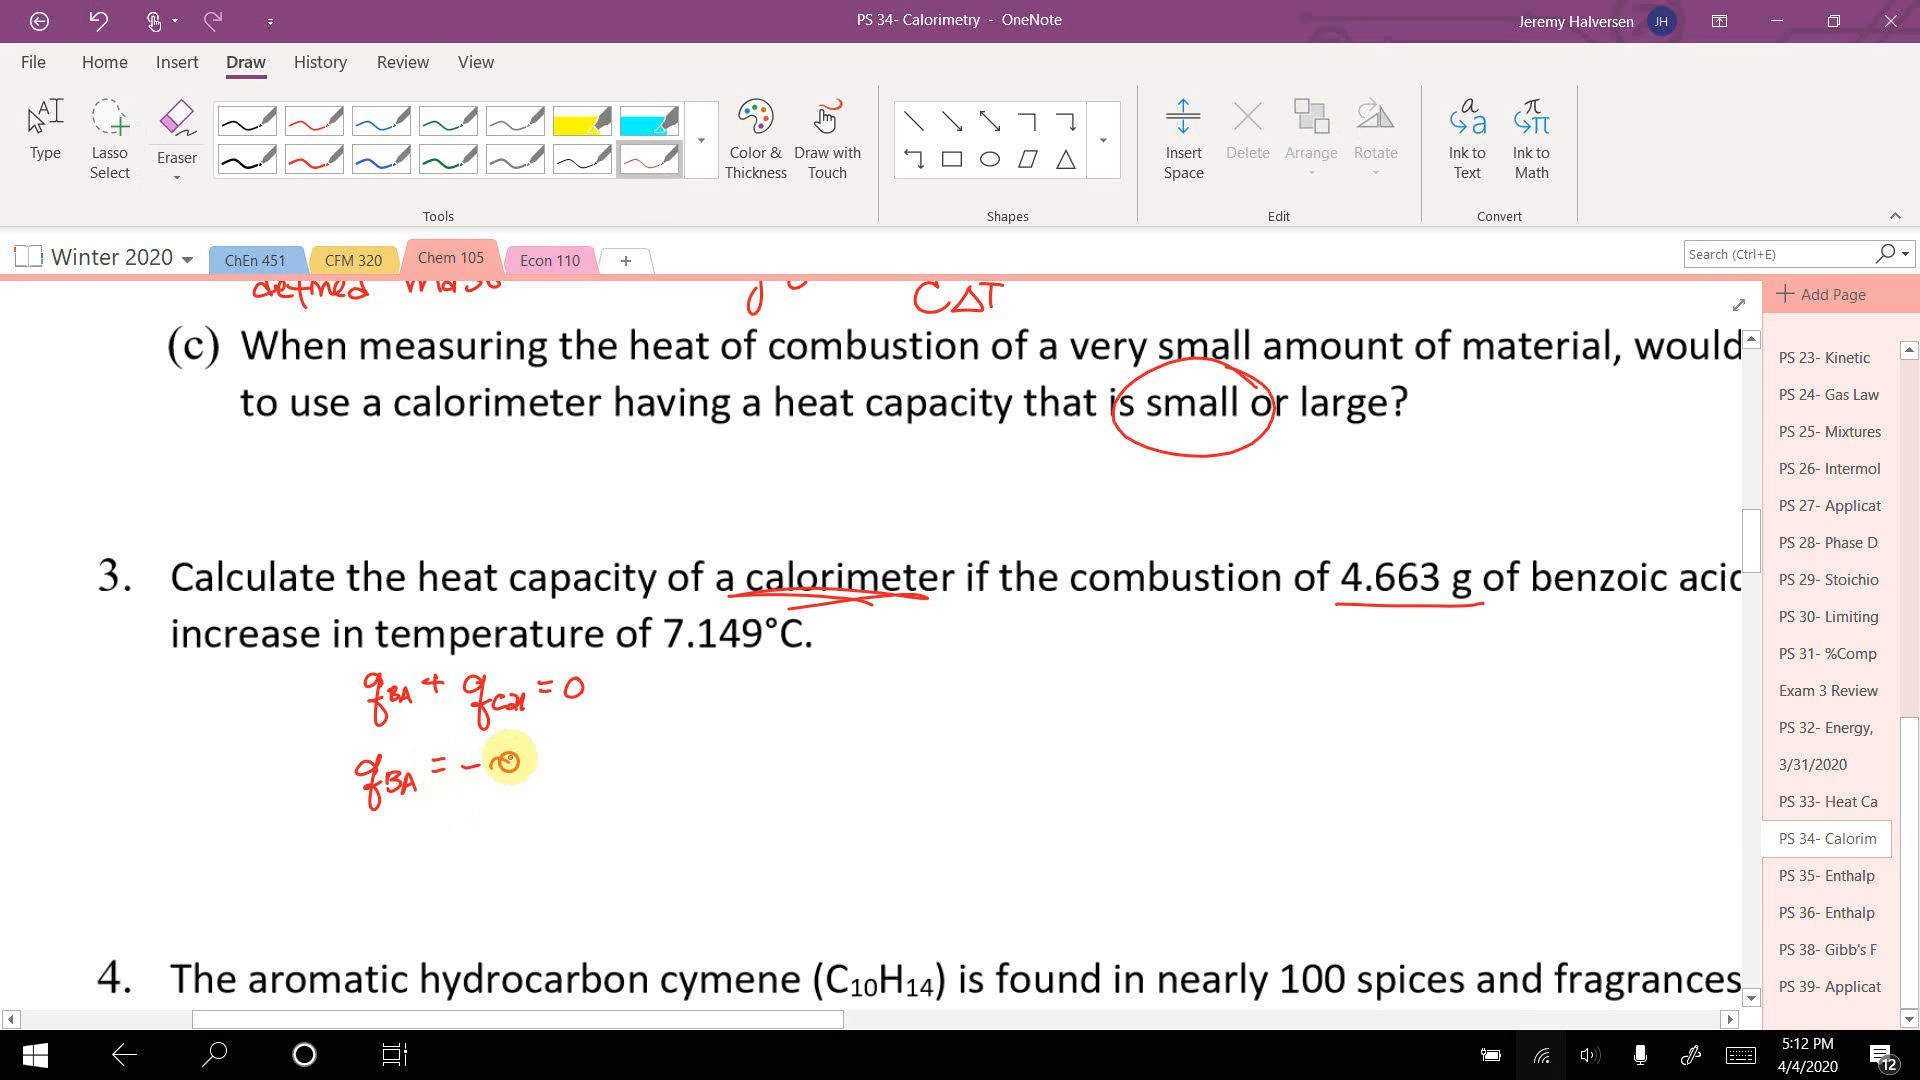 PS 34- Calorimetry - OneNote
Jeremy Halversen JH
File Home Insert Draw History Review View
Type
Lasso Select
Eraser
Color & Thickness
Draw with Touch
Insert Space
Delete
Arrange
Rotate
Ink to Text
Ink to Math
Tools
Shapes
Edit
Convert
Winter 2020
ChEn 451
CFM 320
Chem 105
Econ 110
Search (Ctrl+E)
defined
CΔT
(c) When measuring the heat of combustion of a very small amount of material, would
to use a calorimeter having a heat capacity that is small or large?
3. Calculate the heat capacity of a calorimeter if the combustion of 4.663 g of benzoic acid
increase in temperature of 7.149°C.
qBA + qcal = 0
qBA = -
4. The aromatic hydrocarbon cymene (C10H14) is found in nearly 100 spices and fragrances
Add Page
PS 23- Kinetic
PS 24- Gas Law
PS 25- Mixtures
PS 26- Intermol
PS 27- Applicat
PS 28- Phase D
PS 29- Stoichio
PS 30- Limiting
PS 31- %Comp
Exam 3 Review
PS 32- Energy,
3/31/2020
PS 33- Heat Ca
PS 34- Calorim
PS 35- Enthalp
PS 36- Enthalp
PS 38- Gibb's F
PS 39- Applicat
5:12 PM
4/4/2020
12